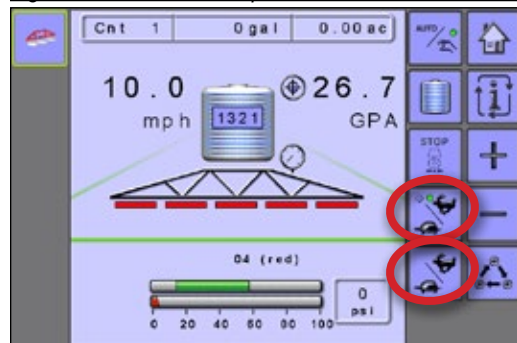 Cnt 1 0 gal 0.00 ac
AUTO
10.0 26.7
mph 1321 GPA
STOP
04 (red)
0
psi
0 20 40 60 80 100